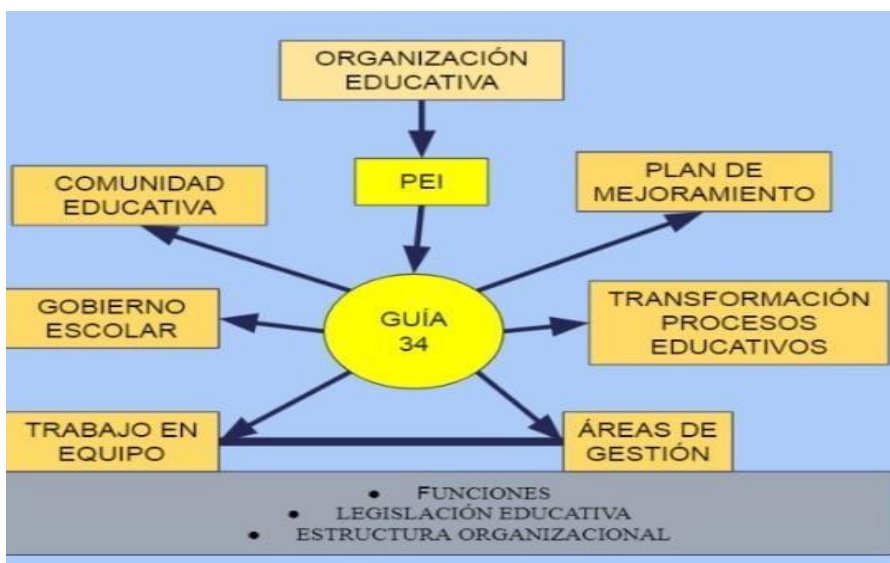 ORGANIZACIÓN
EDUCATIVA
PEI
COMUNIDAD
EDUCATIVA
PLAN DE
MEJORAMIENTO
GOBIERNO
ESCOLAR
GUÍA
34
TRANSFORMACIÓN
PROCESOS
EDUCATIVOS
TRABAJO EN
EQUIPO
ÁREAS DE
GESTIÓN
● FUNCIONES
● LEGISLACIÓN EDUCATIVA
● ESTRUCTURA ORGANIZACIONAL